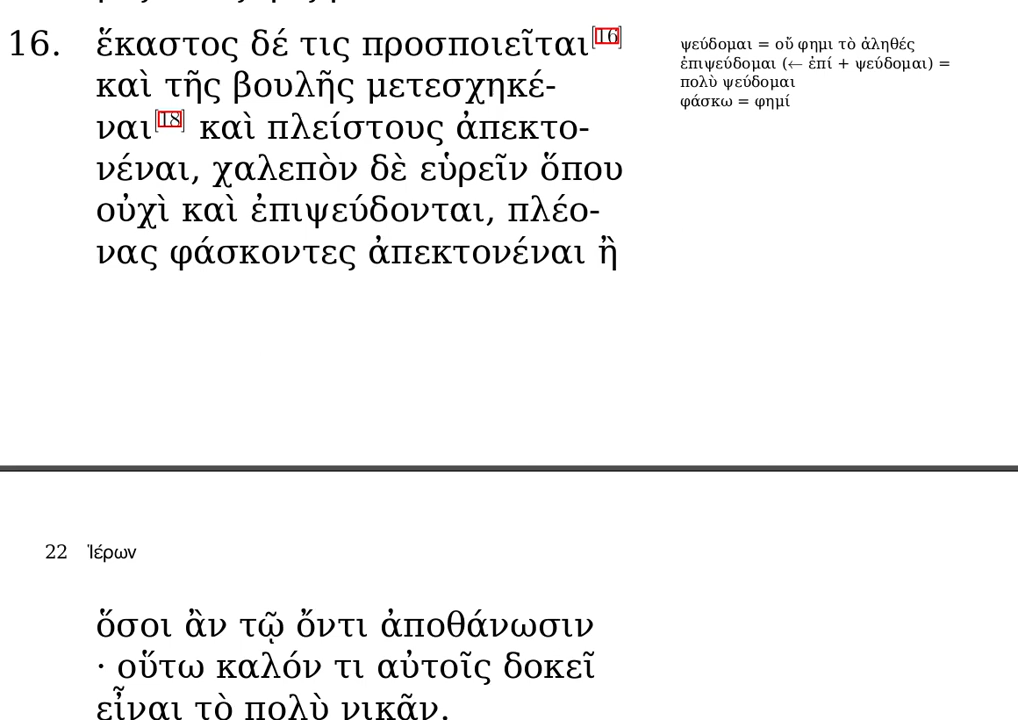 16. ἕκαστος δέ τις προσποιεῖται[16]
καὶ τῆς βουλῆς μετεσχηκέ-
ναι[18] καὶ πλείστους ἀπεκτο-
νέναι, χαλεπὸν δὲ εὑρεῖν ὅπου
οὐχὶ καὶ ἐπιψεύδονται, πλέο-
νας φάσκοντες ἀπεκτονέναι ἢ
ψεύδομαι = οὔ φημι τὸ ἀληθές
ἐπιψεύδομαι (← ἐπί + ψεύδομαι) =
πολὺ ψεύδομαι
φάσκω = φημί
22 Ἱέρων
ὅσοι ἂν τῷ ὄντι ἀποθάνωσιν
· οὕτω καλόν τι αὐτοῖς δοκεῖ
εἶναι τὸ πολὺ νικᾶν.